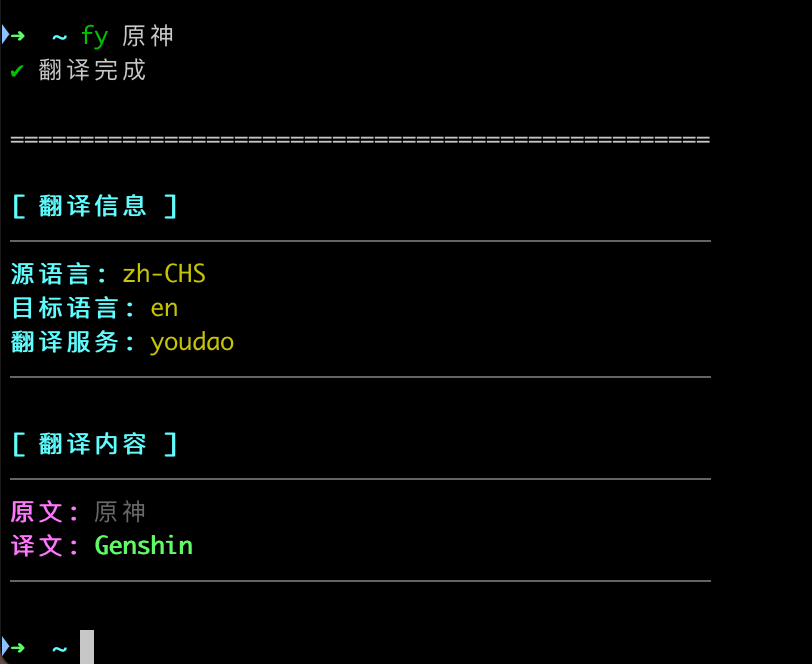 ➜ ~ fy 原神
✔ 翻译完成
==================================================
[ 翻译信息 ]
源语言: zh-CHS
目标语言: en
翻译服务: youdao
[ 翻译内容 ]
原文: 原神
译文: Genshin
➜ ~